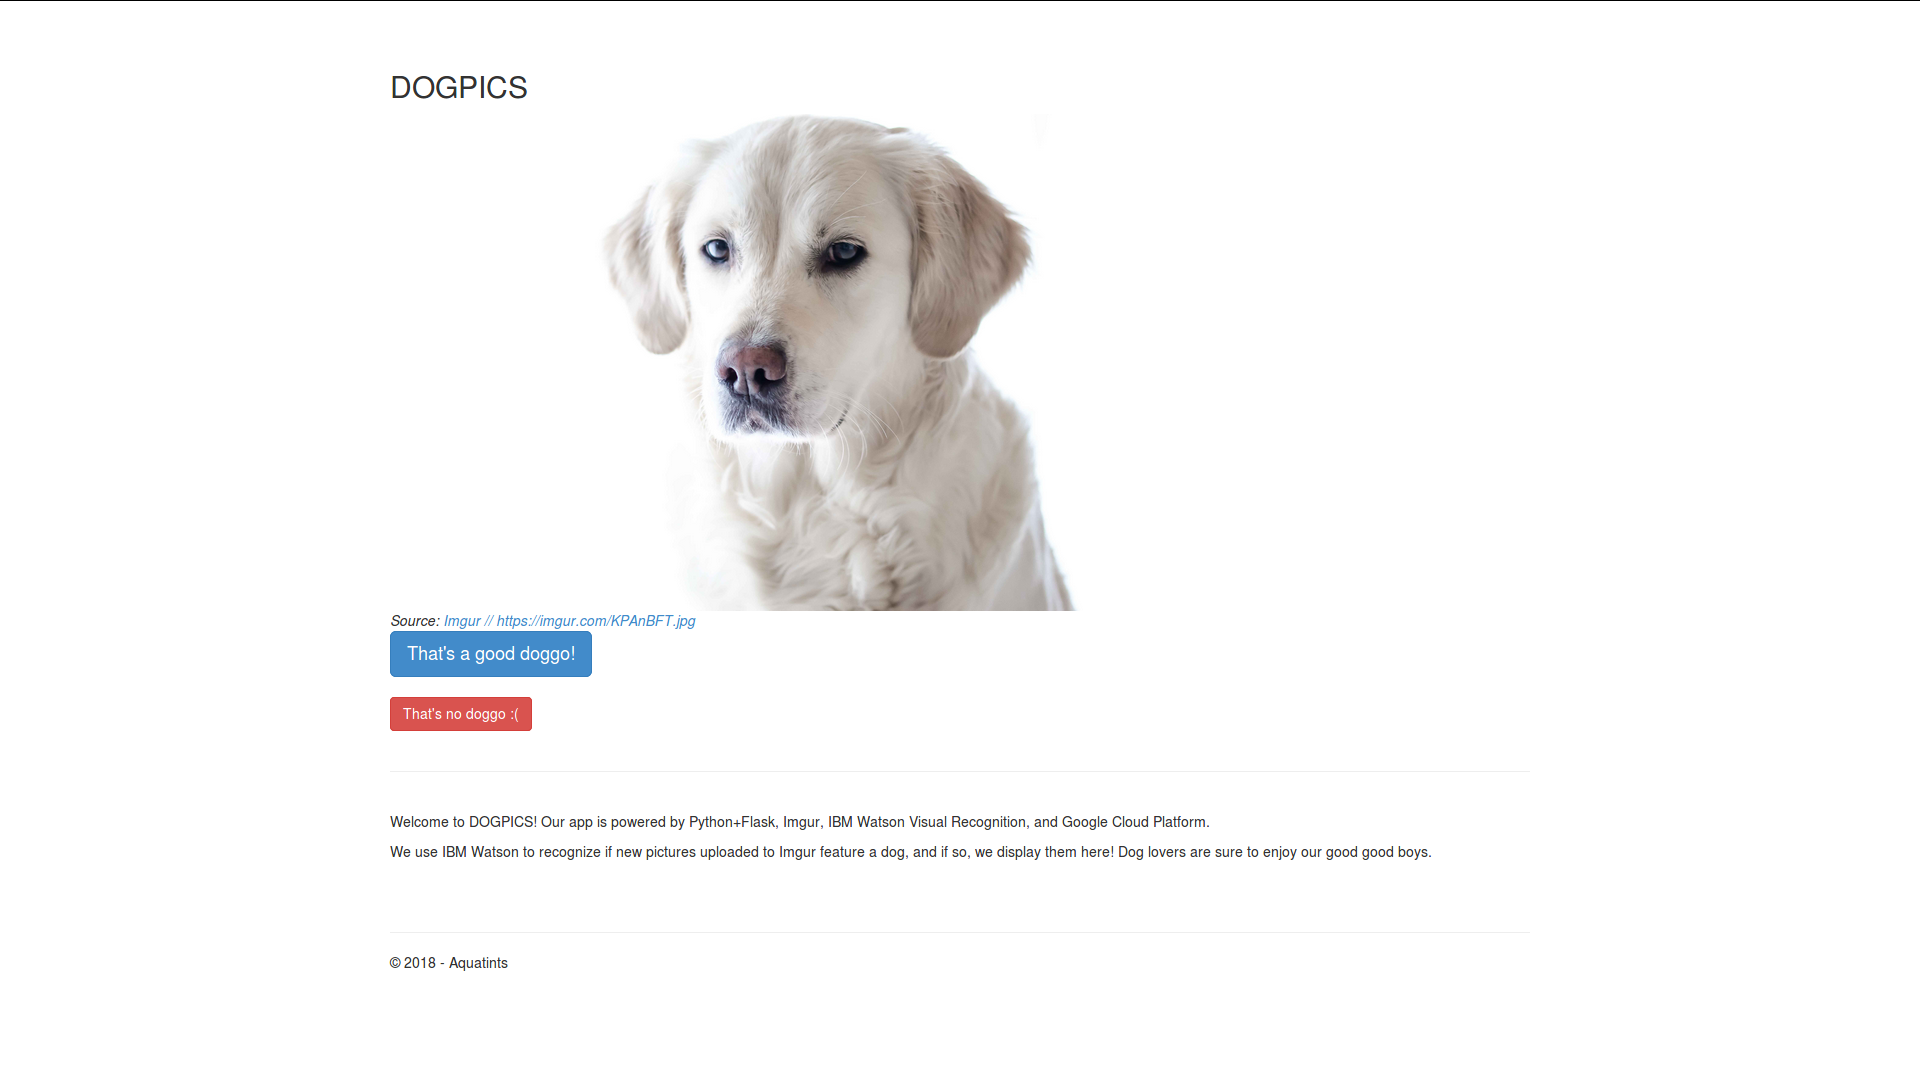 DOGPICS
Source: Imgur // https://imgur.com/KPAnBFT.jpg
That's a good doggo!
That's no doggo :(
Welcome to DOGPICS! Our app is powered by Python+Flask, Imgur, IBM Watson Visual Recognition, and Google Cloud Platform.
We use IBM Watson to recognize if new pictures uploaded to Imgur feature a dog, and if so, we display them here! Dog lovers are sure to enjoy our good good boys.
© 2018 - Aquatints